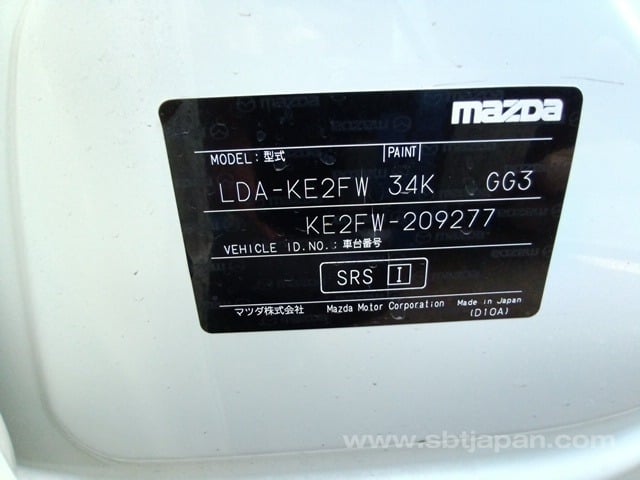 mazda
MODEL: 型式 PAINT
LDA-KE2FW 34K GG3
KE2FW-209277
VEHICLE ID.NO.: 車台番号
SRS I
マツダ株式会社 Mazda Motor Corporation Made in Japan
(D10A)
www.sbtjapan.com